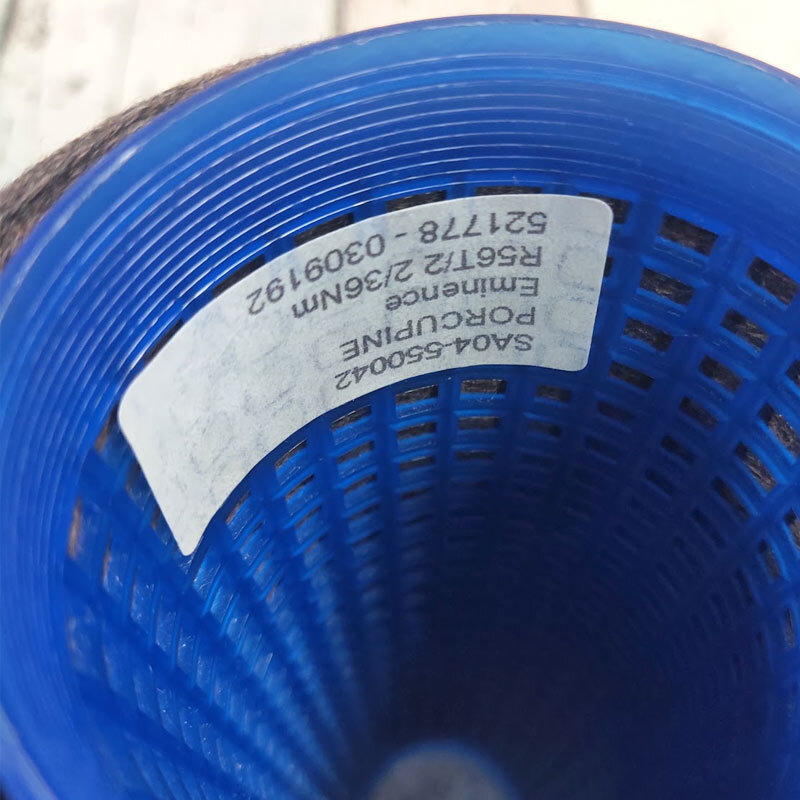 SA04-550042
PORCUPINE
Eminence
R56T/2 2/36Nm
521778 - 0309192